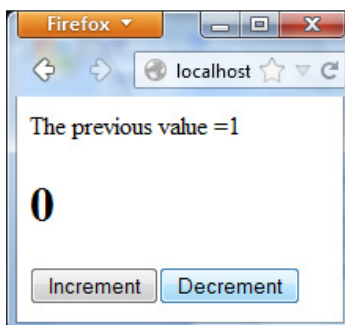 Firefox
localhost
The previous value =1
0
Increment Decrement